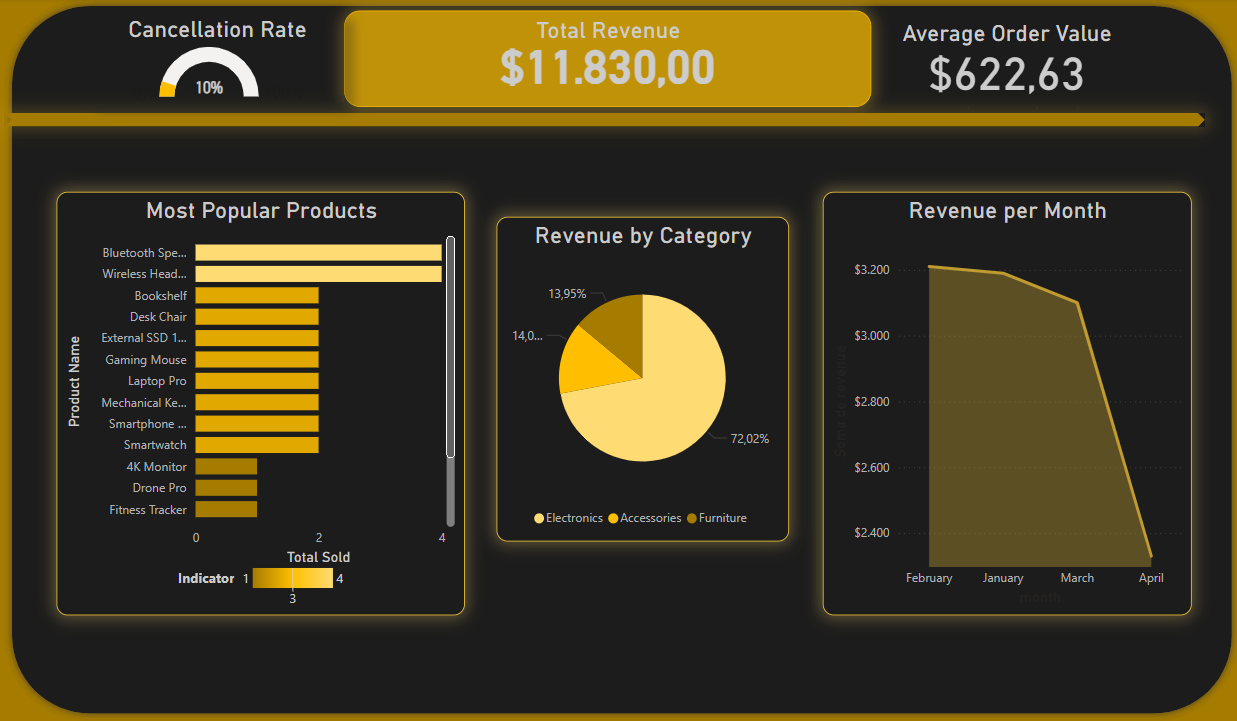 Cancellation Rate
10%
Total Revenue
$11.830,00
Average Order Value
$622,63
Most Popular Products
Product Name
Bluetooth Spe...
Wireless Head...
Bookshelf
Desk Chair
External SSD 1...
Gaming Mouse
Laptop Pro
Mechanical Ke...
Smartphone ...
Smartwatch
4K Monitor
Drone Pro
Fitness Tracker
0 2 4
Total Sold
Indicator 1 4
3
Revenue by Category
13,95%
14,0...
72,02%
Electronics Accessories Furniture
Revenue per Month
Soma de revenue
$3.200
$3.000
$2.800
$2.600
$2.400
February January March April
month